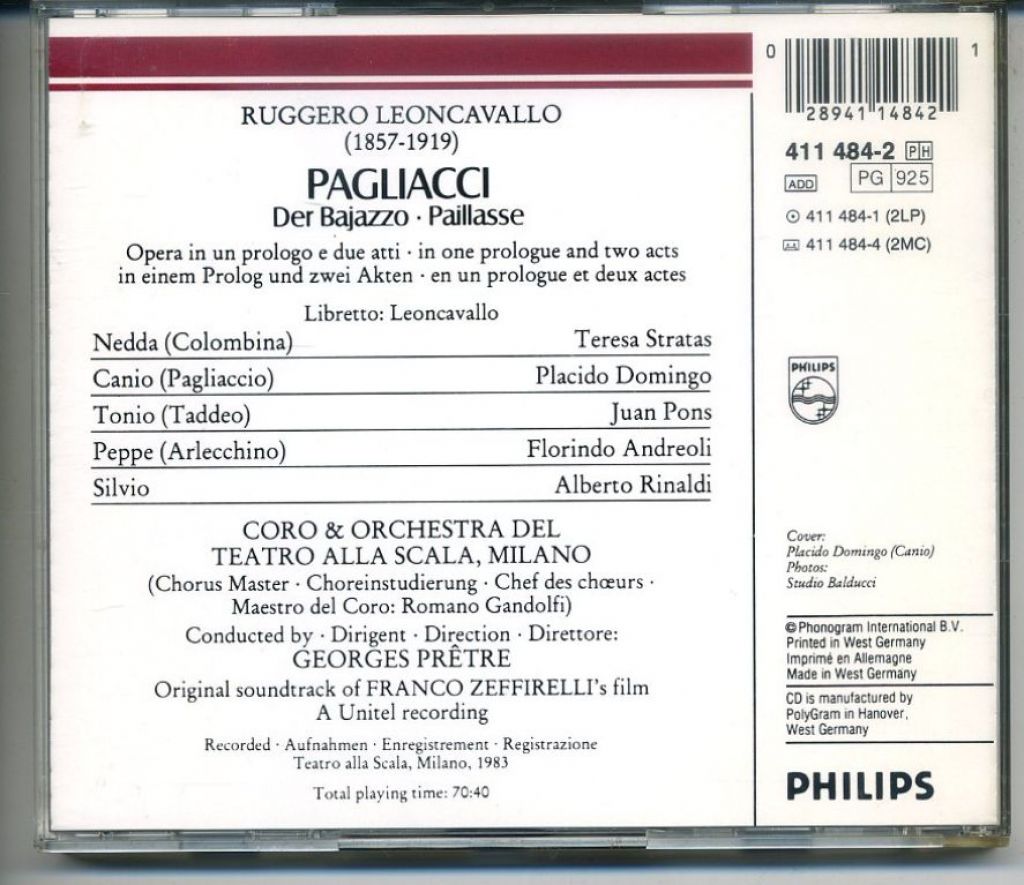 RUGGERO LEONCAVALLO
(1857-1919)
PAGLIACCI
Der Bajazzo · Paillasse
Opera in un prologo e due atti · in one prologue and two acts
in einem Prolog und zwei Akten · en un prologue et deux actes
Libretto: Leoncavallo
Nedda (Colombina) Teresa Stratas
Canio (Pagliaccio) Placido Domingo
Tonio (Taddeo) Juan Pons
Peppe (Arlecchino) Florindo Andreoli
Silvio Alberto Rinaldi
CORO & ORCHESTRA DEL
TEATRO ALLA SCALA, MILANO
(Chorus Master · Choreinstudierung · Chef des chœurs ·
Maestro del Coro: Romano Gandolfi)
Conducted by · Dirigent · Direction · Direttore:
GEORGES PRÊTRE
Original soundtrack of FRANCO ZEFFIRELLI's film
A Unitel recording
Recorded · Aufnahmen · Enregistrement · Registrazione
Teatro alla Scala, Milano, 1983
Total playing time: 70:40
0 28941 14842 1
411 484-2 PH
ADD PG 925
411 484-1 (2LP)
411 484-4 (2MC)
PHILIPS
Cover:
Placido Domingo (Canio)
Photos:
Studio Balducci
© Phonogram International B.V.
Printed in West Germany
Imprimé en Allemagne
Made in West Germany
CD is manufactured by
PolyGram in Hanover,
West Germany
PHILIPS